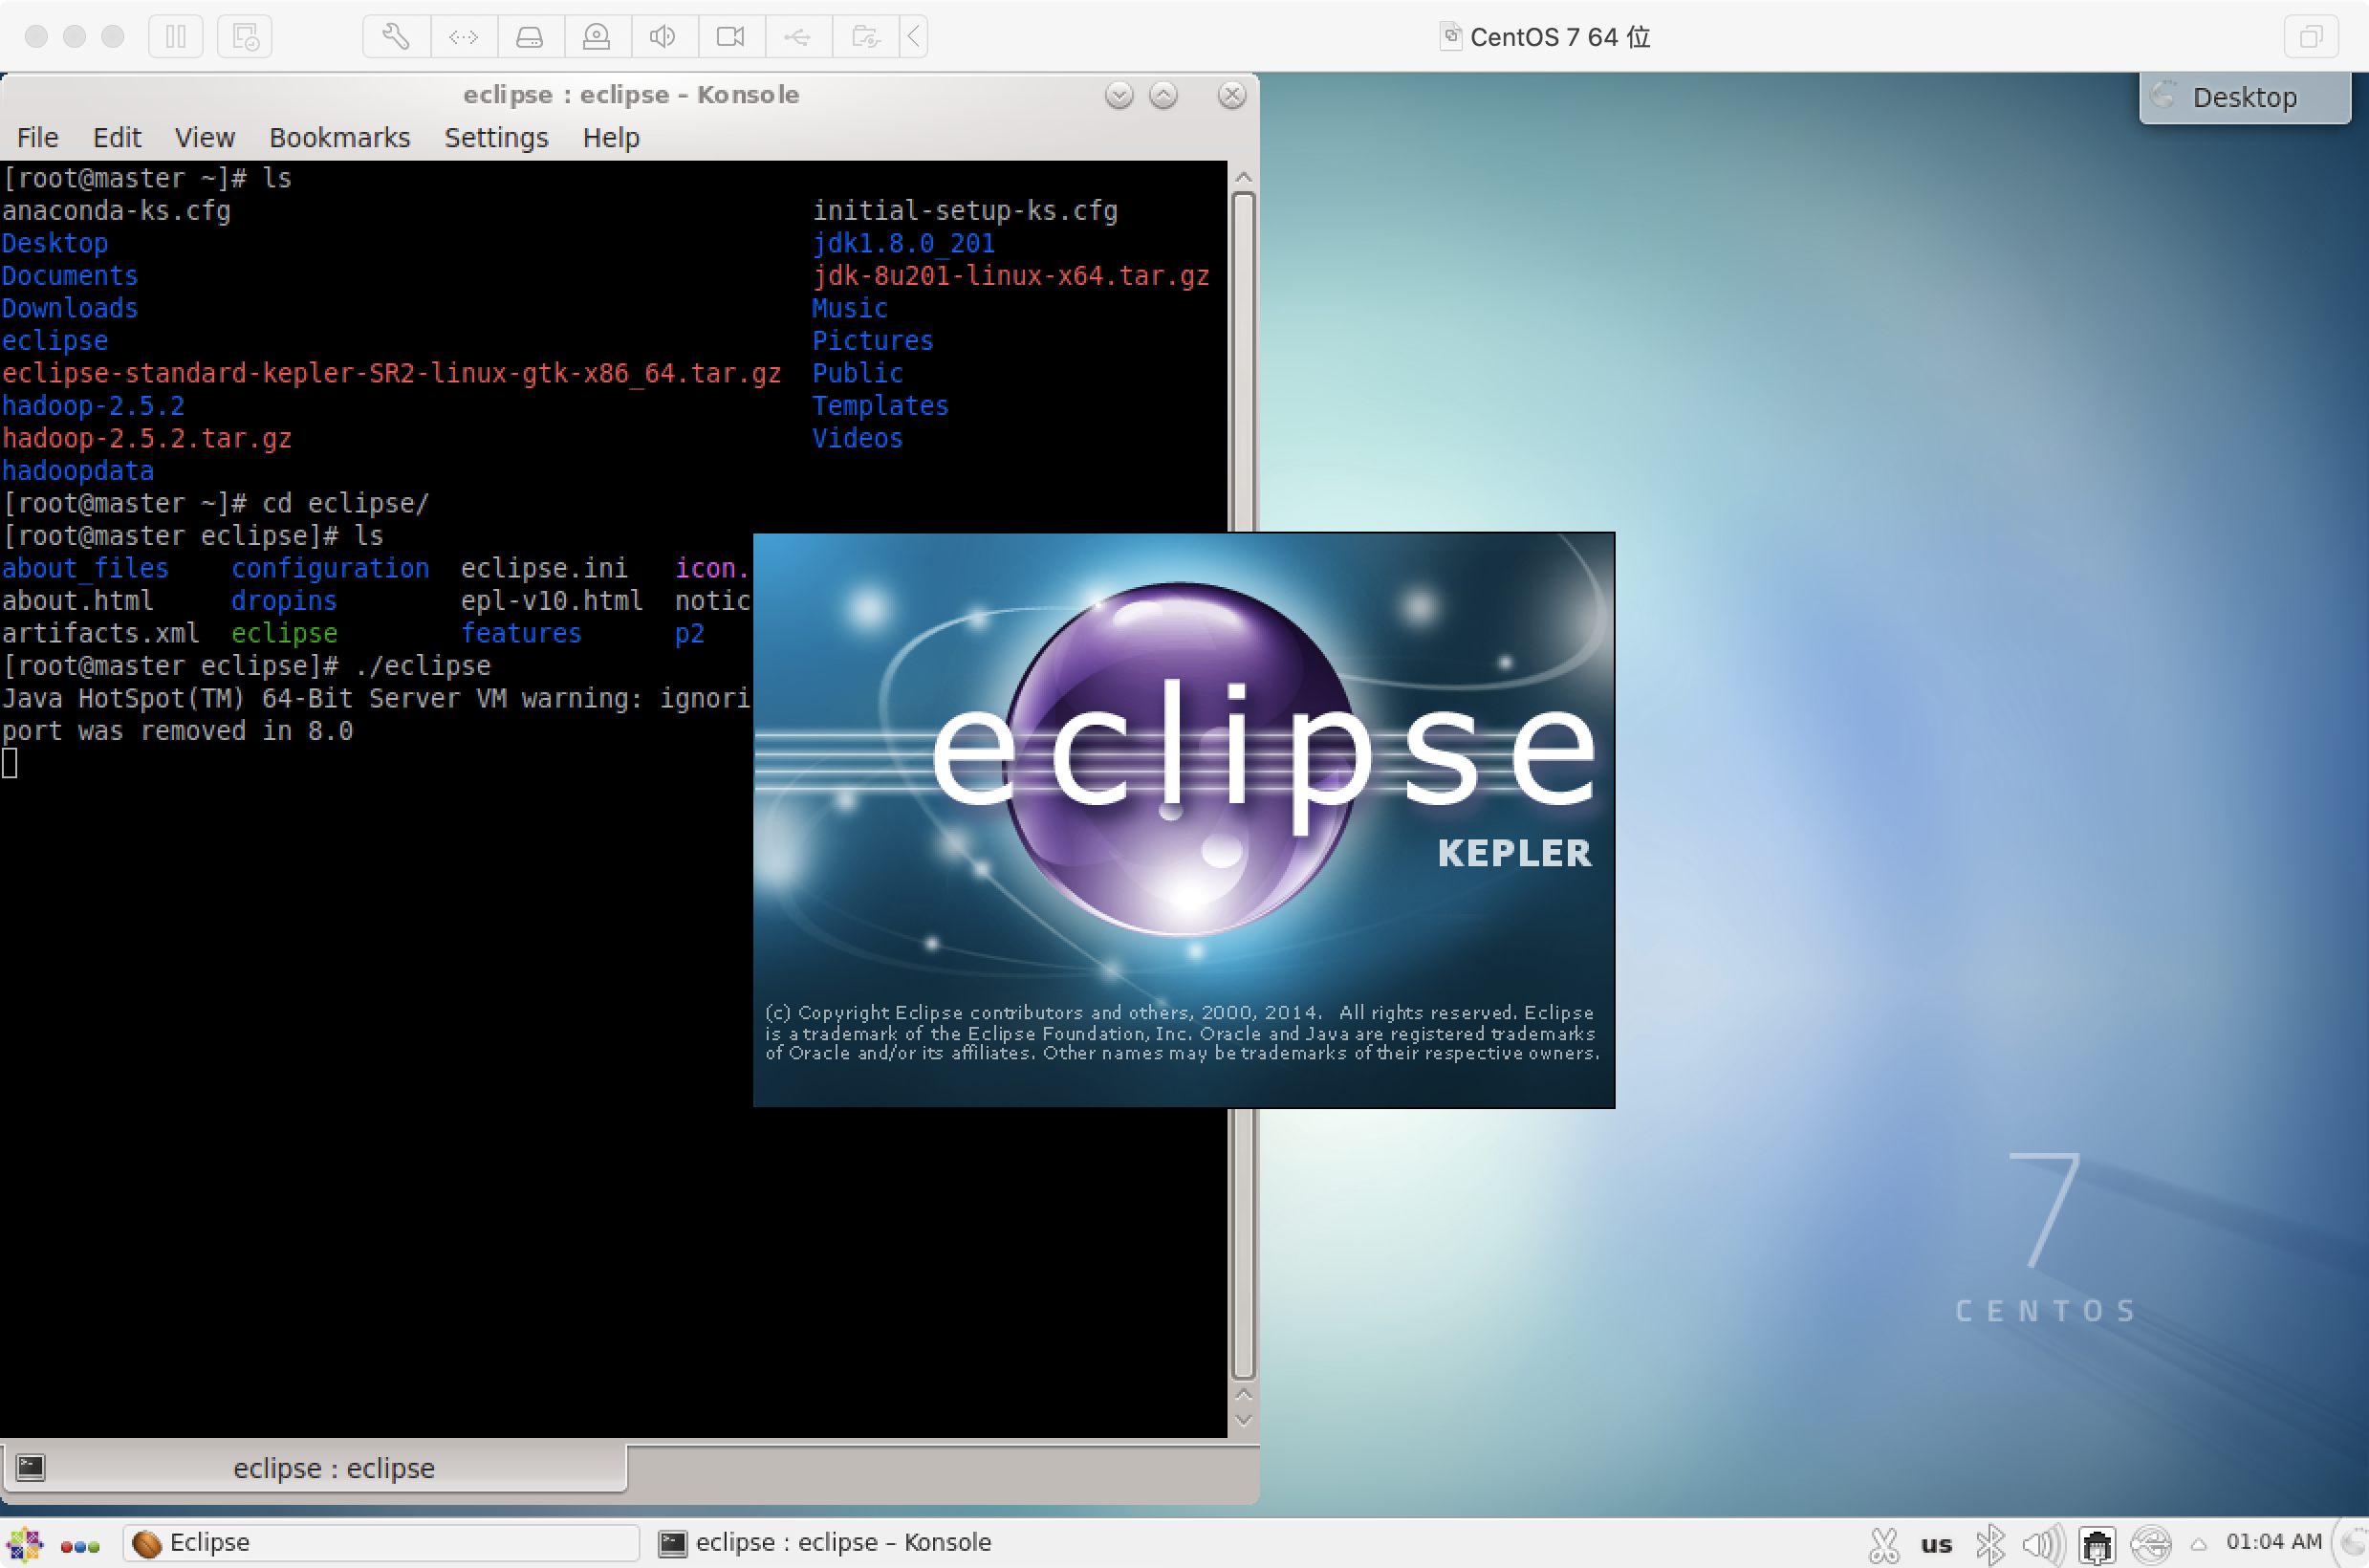 CentOS 7 64 位
eclipse : eclipse – Konsole
Desktop
File Edit View Bookmarks Settings Help
[root@master ~]# ls
anaconda-ks.cfg initial-setup-ks.cfg
Desktop jdk1.8.0_201
Documents jdk-8u201-linux-x64.tar.gz
Downloads Music
eclipse Pictures
eclipse-standard-kepler-SR2-linux-gtk-x86_64.tar.gz Public
hadoop-2.5.2 Templates
hadoop-2.5.2.tar.gz Videos
hadoopdata
[root@master ~]# cd eclipse/
[root@master eclipse]# ls
about_files configuration eclipse.ini icon.
about.html dropins epl-v10.html notic
artifacts.xml eclipse features p2
[root@master eclipse]# ./eclipse
Java HotSpot(TM) 64-Bit Server VM warning: ignori
port was removed in 8.0
eclipse
KEPLER
(c) Copyright Eclipse contributors and others, 2000, 2014. All rights reserved. Eclipse
is a trademark of the Eclipse Foundation, Inc. Oracle and Java are registered trademarks
of Oracle and/or its affiliates. Other names may be trademarks of their respective owners.
7
CENTOS
eclipse : eclipse
Eclipse
eclipse : eclipse – Konsole
us
01:04 AM